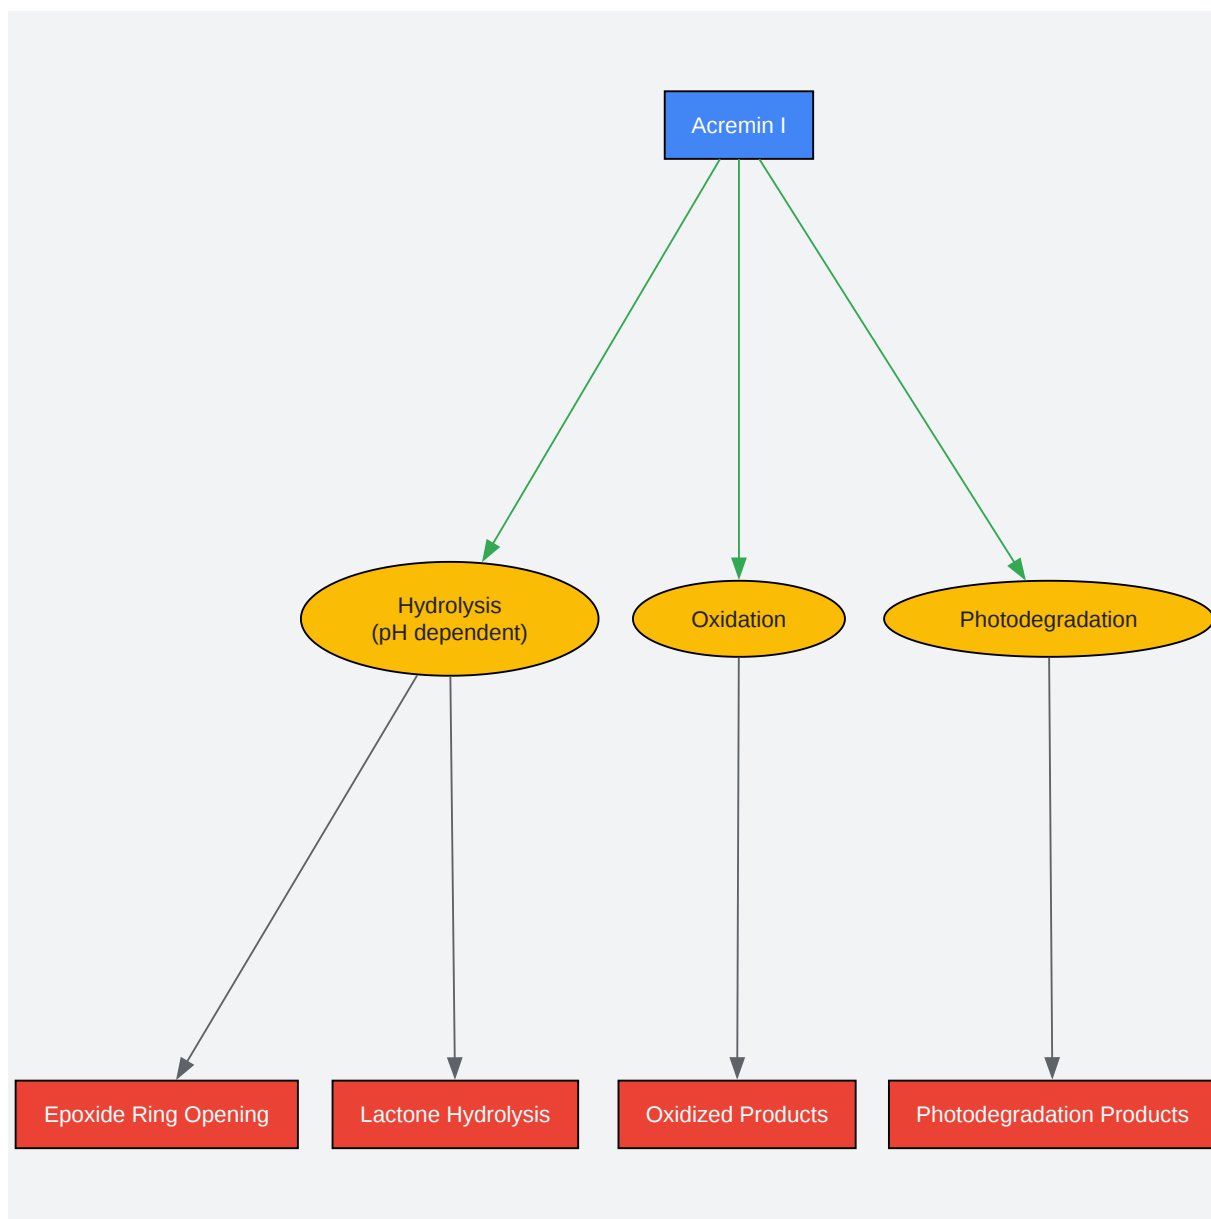 Acremin I
Hydrolysis
(pH dependent)
Oxidation
Photodegradation
Epoxide Ring Opening
Lactone Hydrolysis
Oxidized Products
Photodegradation Products